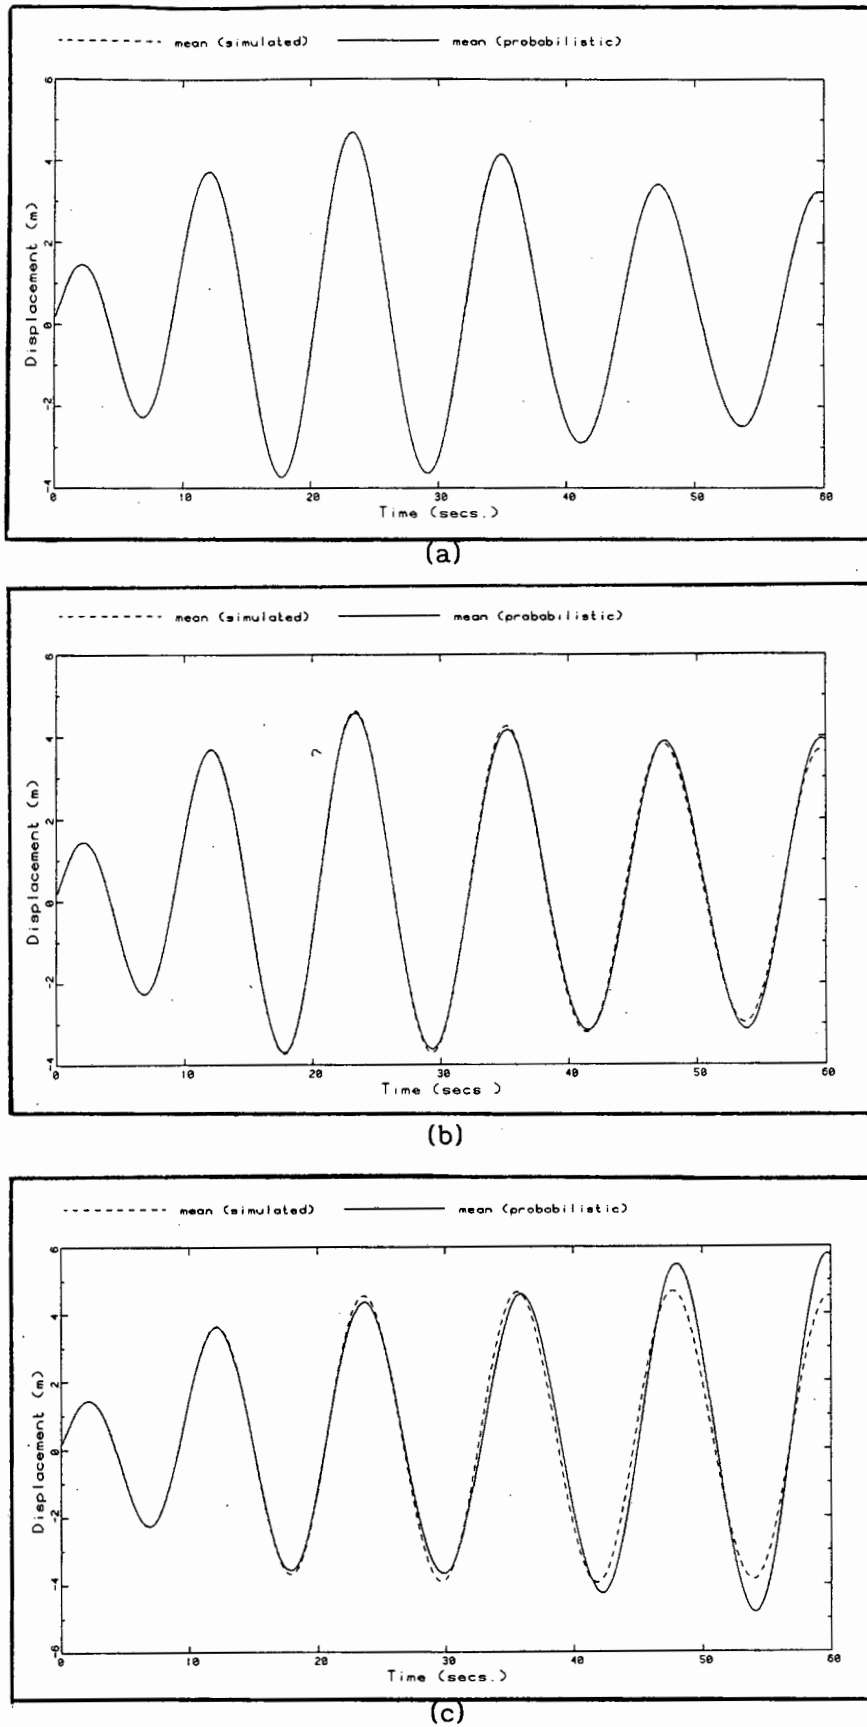 mean (simulated) mean (probabilistic)
6
4
2
0
-2
-4
Displacement (m)
0 10 20 30 40 50 60
Time (secs.)
(a)
mean (simulated) mean (probabilistic)
6
4
2
0
-2
-4
Displacement (m)
0 10 20 30 40 50 60
Time (secs )
(b)
mean (simulated) mean (probabilistic)
6
4
2
0
-2
-4
-6
Displacement (m)
0 10 20 30 40 50 60
Time (secs.)
(c)